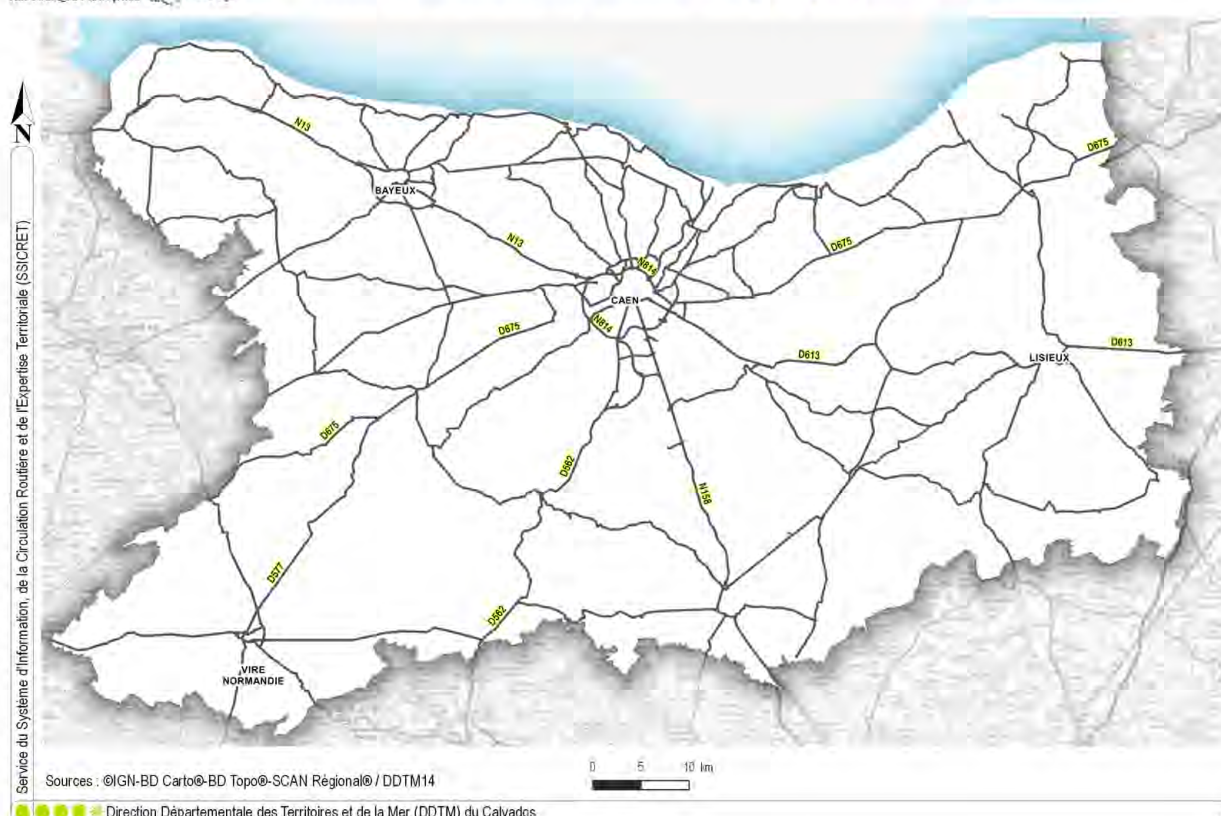 N
N13
D675
BAYEUX
N13
D675
N814
CAEN
N814
D675
D613
D613
LISIEUX
D675
D562
N158
D577
D562
VIRE
NORMANDIE
Service du Système d'Information, de la Circulation Routière et de l'Expertise Territoriale (SSICRET)
0 5 10 km
Sources : ©IGN-BD Carto®-BD Topo®-SCAN Régional® / DDTM14
Direction Départementale des Territoires et de la Mer (DDTM) du Calvados